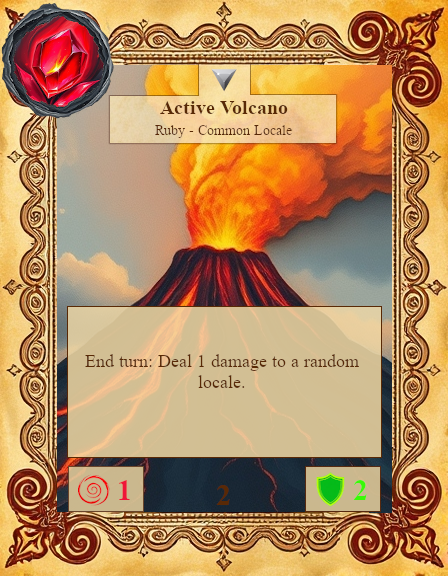 Active Volcano
Ruby - Common Locale
End turn: Deal 1 damage to a random
locale.
1
2
2